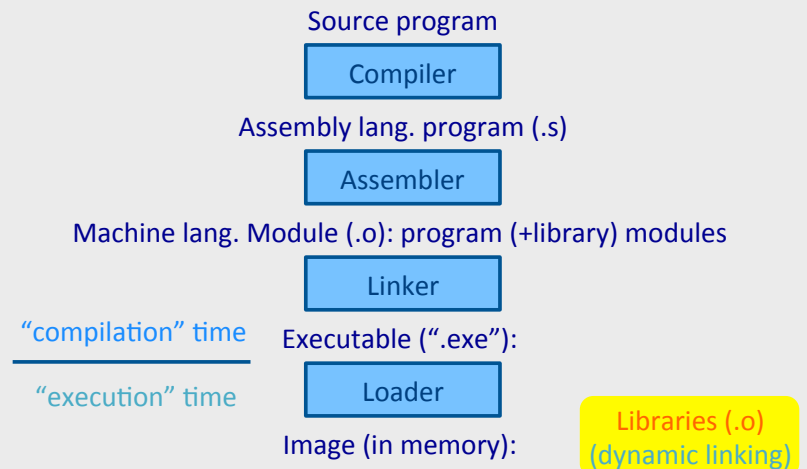 Source program
Compiler
Assembly lang. program (.s)
Assembler
Machine lang. Module (.o): program (+library) modules
Linker
“compilation” time
Executable (“.exe”):
“execution” time
Loader
Image (in memory):
Libraries (.o)
(dynamic linking)